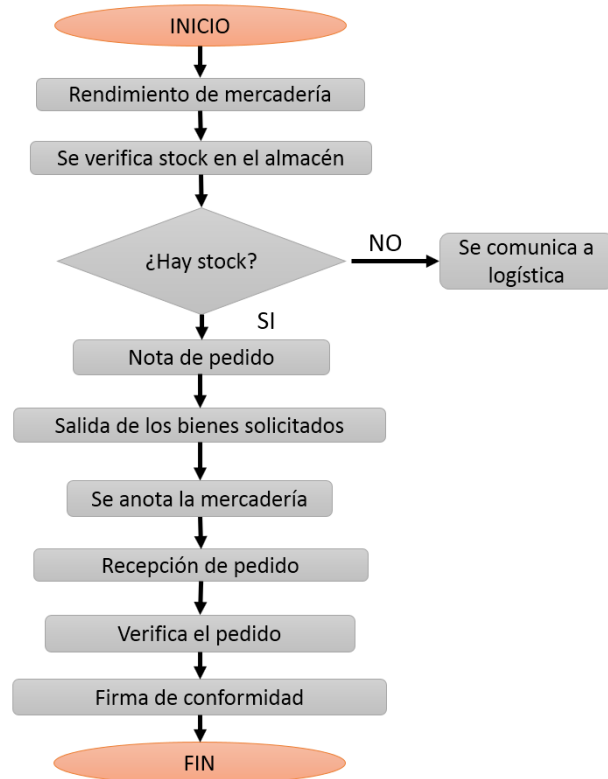 INICIO
Rendimiento de mercadería
Se verifica stock en el almacén
¿Hay stock?
NO
Se comunica a
logística
SI
Nota de pedido
Salida de los bienes solicitados
Se anota la mercadería
Recepción de pedido
Verifica el pedido
Firma de conformidad
FIN